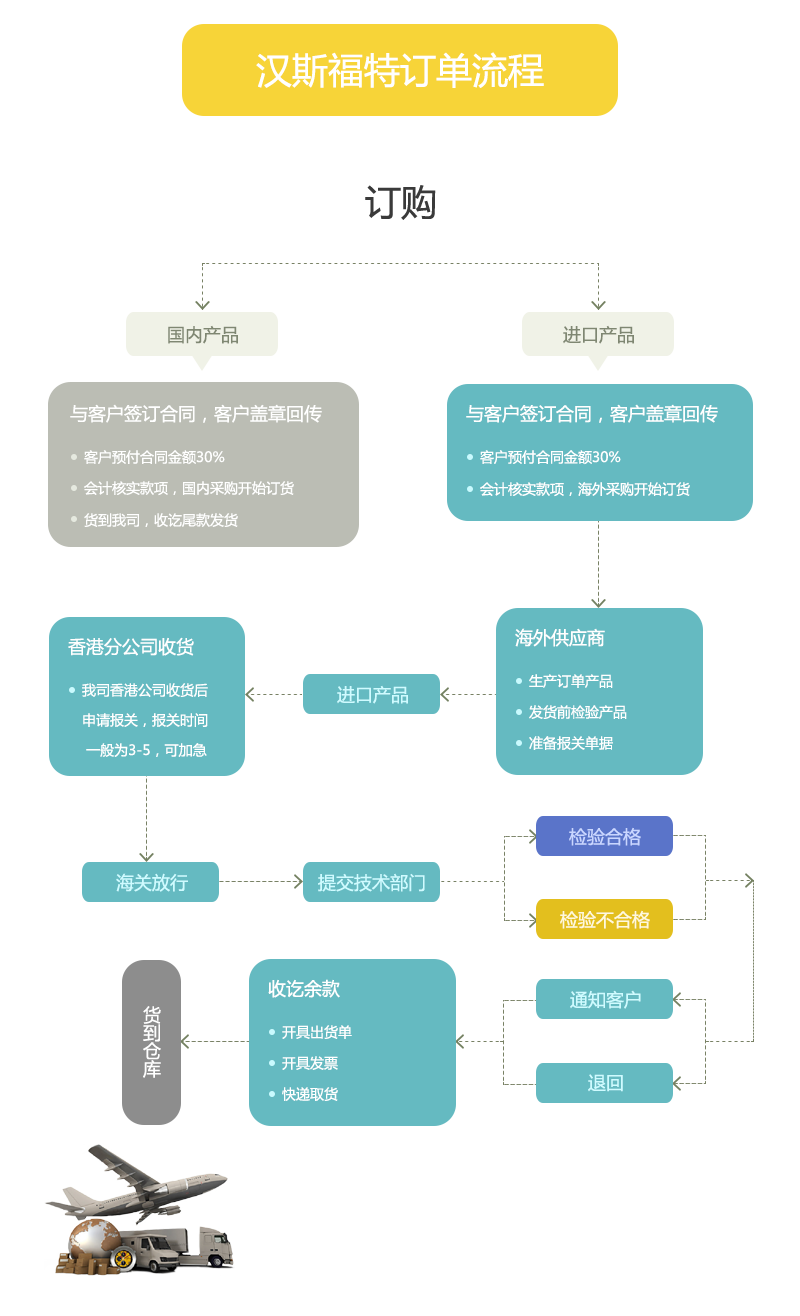 汉斯福特订单流程
订购
国内产品
进口产品
与客户签订合同，客户盖章回传
客户预付合同金额30%
会计核实款项，国内采购开始订货
货到我司，收讫尾款发货
与客户签订合同，客户盖章回传
客户预付合同金额30%
会计核实款项，海外采购开始订货
海外供应商
生产订单产品
发货前检验产品
准备报关单据
进口产品
香港分公司收货
我司香港公司收货后
申请报关，报关时间
一般为3-5，可加急
海关放行
提交技术部门
检验合格
检验不合格
通知客户
退回
收讫余款
开具出货单
开具发票
快递取货
货到仓库